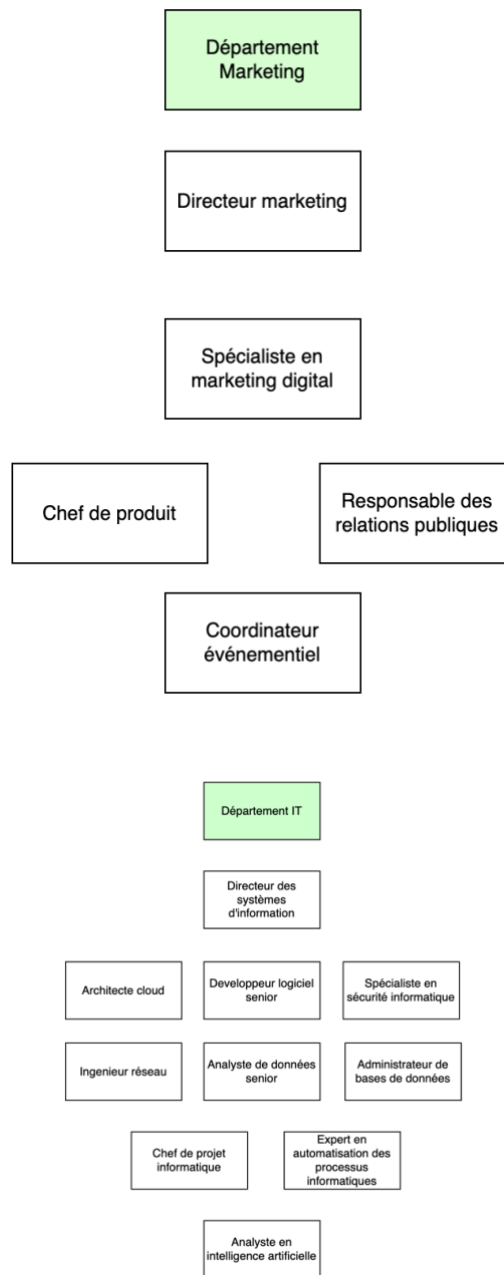 Département
Marketing
Directeur marketing
Spécialiste en
marketing digital
Chef de produit
Responsable des
relations publiques
Coordinateur
événementiel
Département IT
Directeur des
systèmes
d'information
Architecte cloud
Developpeur logiciel
senior
Spécialiste en
sécurité informatique
Ingenieur réseau
Analyste de données
senior
Administrateur de
bases de données
Chef de projet
informatique
Expert en
automatisation des
processus
informatiques
Analyste en
intelligence artificielle